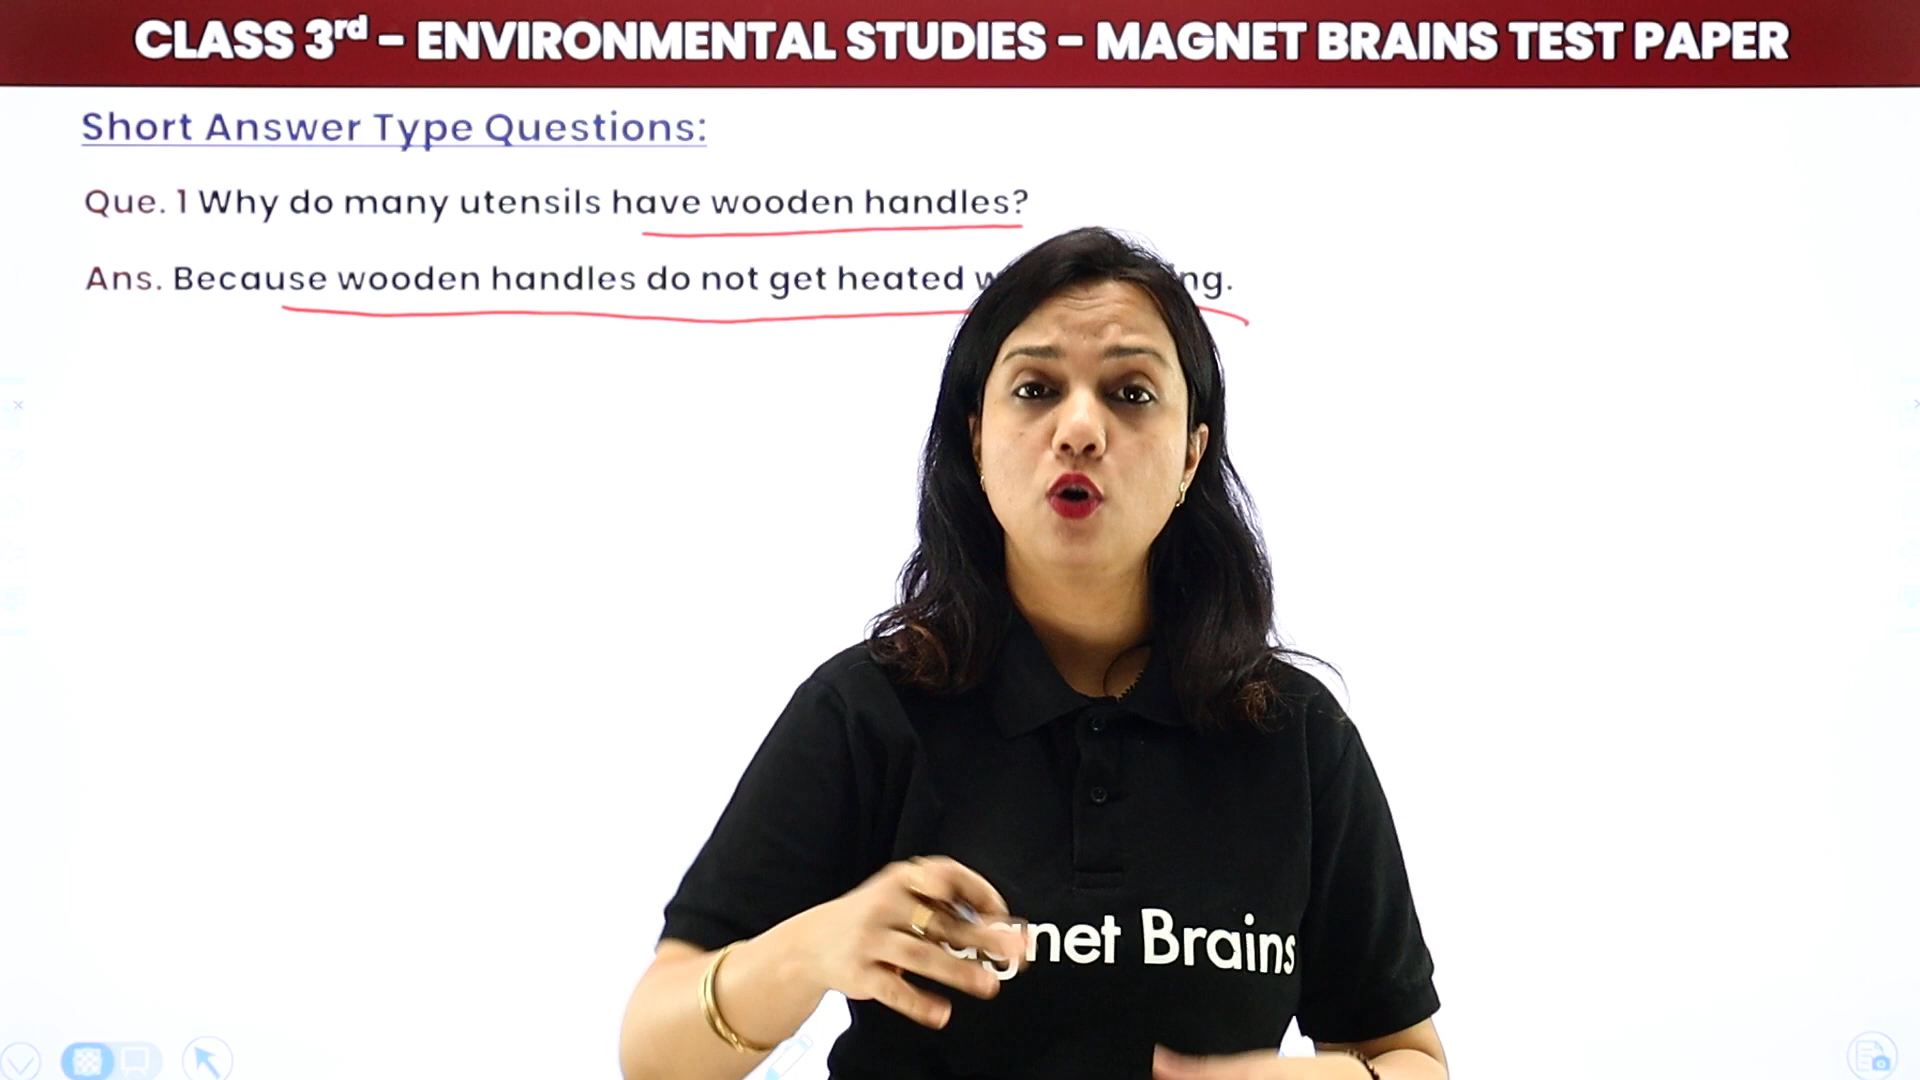 CLASS 3rd - ENVIRONMENTAL STUDIES - MAGNET BRAINS TEST PAPER
Short Answer Type Questions:
Que. 1 Why do many utensils have wooden handles?
Ans. Because wooden handles do not get heated
Brains